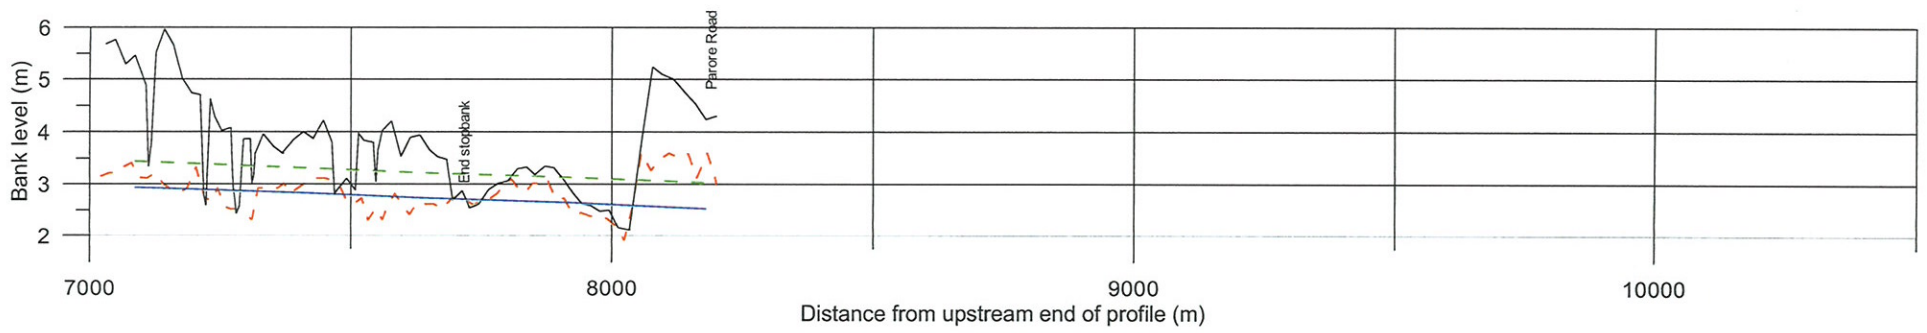 Bank level (m)
6
5
4
3
2
End stopbank
Parore Road
7000
8000
9000
10000
Distance from upstream end of profile (m)